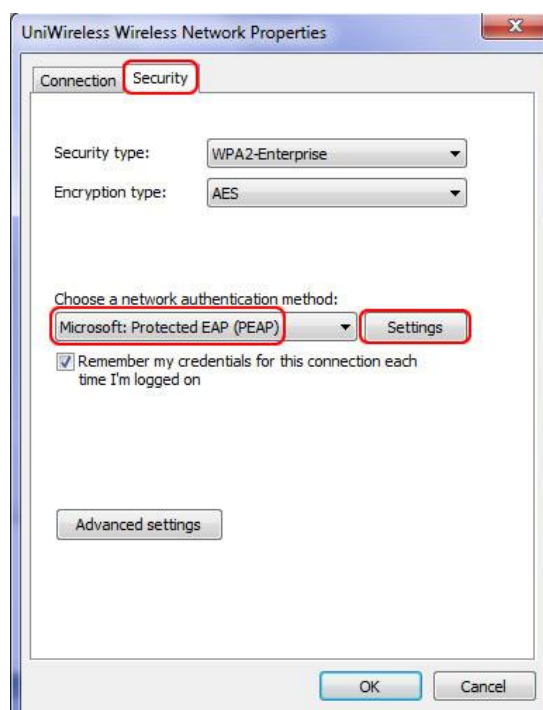 UniWireless Wireless Network Properties
Connection Security
Security type: WPA2-Enterprise
Encryption type: AES
Choose a network authentication method:
Microsoft: Protected EAP (PEAP) Settings
Remember my credentials for this connection each
time I'm logged on
Advanced settings
OK Cancel